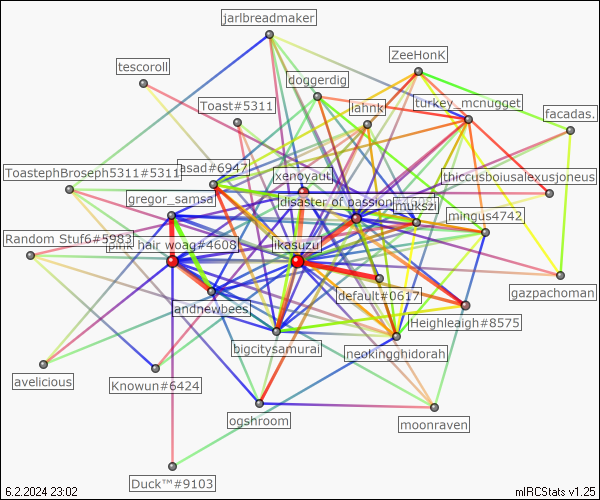 jarlbreadmaker
ZeeHonK
tescoroll
doggerdig
Toast#5311
lahnk
turkey_mcnugget
facadas.
ToastephBroseph5311#5311
asad#6947
xenoyaut
thiccusboiusalexusjoneus
gregor_samsa
disaster of passion
mukszi
mingus4742
Random Stuf6#5983
pink hair woag#4608
ikasuzu
default#0617
gazpachoman
andnewbees
Heighleaigh#8575
bigcitysamurai
neokingghidorah
avelicious
Knowun#6424
ogshroom
moonraven
Duck™#9103
6.2.2024 23:02
mIRCStats v1.25